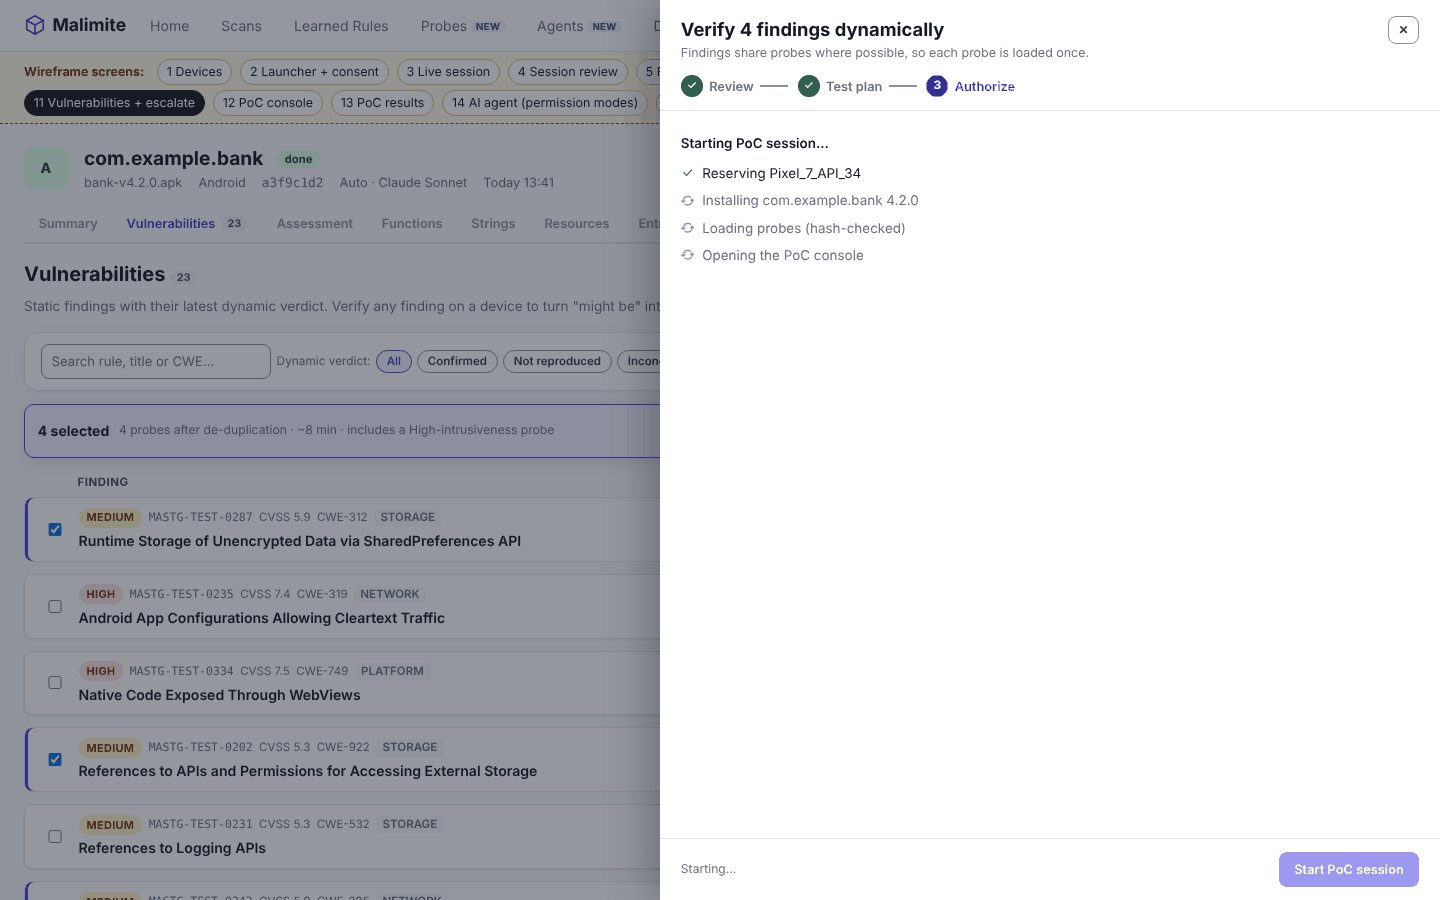 Malimite Home Scans Learned Rules Probes NEW Agents NEW
Wireframe screens: 1 Devices 2 Launcher + consent 3 Live session 4 Session review
11 Vulnerabilities + escalate 12 PoC console 13 PoC results 14 AI agent (permission modes)
A
com.example.bank done
bank-v4.2.0.apk Android a3f9c1d2 Auto · Claude Sonnet Today 13:41
Summary Vulnerabilities 23 Assessment Functions Strings Resources
Vulnerabilities 23
Static findings with their latest dynamic verdict. Verify any finding on a device to turn "might be"
Search rule, title or CWE... Dynamic verdict: All Confirmed Not reproduced
4 selected 4 probes after de-duplication · ~8 min · includes a High-intrusiveness probe
FINDING
MEDIUM MASTG-TEST-0287 CVSS 5.9 CWE-312 STORAGE
Runtime Storage of Unencrypted Data via SharedPreferences API
HIGH MASTG-TEST-0235 CVSS 7.4 CWE-319 NETWORK
Android App Configurations Allowing Cleartext Traffic
HIGH MASTG-TEST-0334 CVSS 7.5 CWE-749 PLATFORM
Native Code Exposed Through WebViews
MEDIUM MASTG-TEST-0202 CVSS 5.3 CWE-922 STORAGE
References to APIs and Permissions for Accessing External Storage
MEDIUM MASTG-TEST-0231 CVSS 5.3 CWE-532 STORAGE
References to Logging APIs
Verify 4 findings dynamically
Findings share probes where possible, so each probe is loaded once.
Review Test plan 3 Authorize
Starting PoC session...
Reserving Pixel_7_API_34
Installing com.example.bank 4.2.0
Loading probes (hash-checked)
Opening the PoC console
Starting... Start PoC session